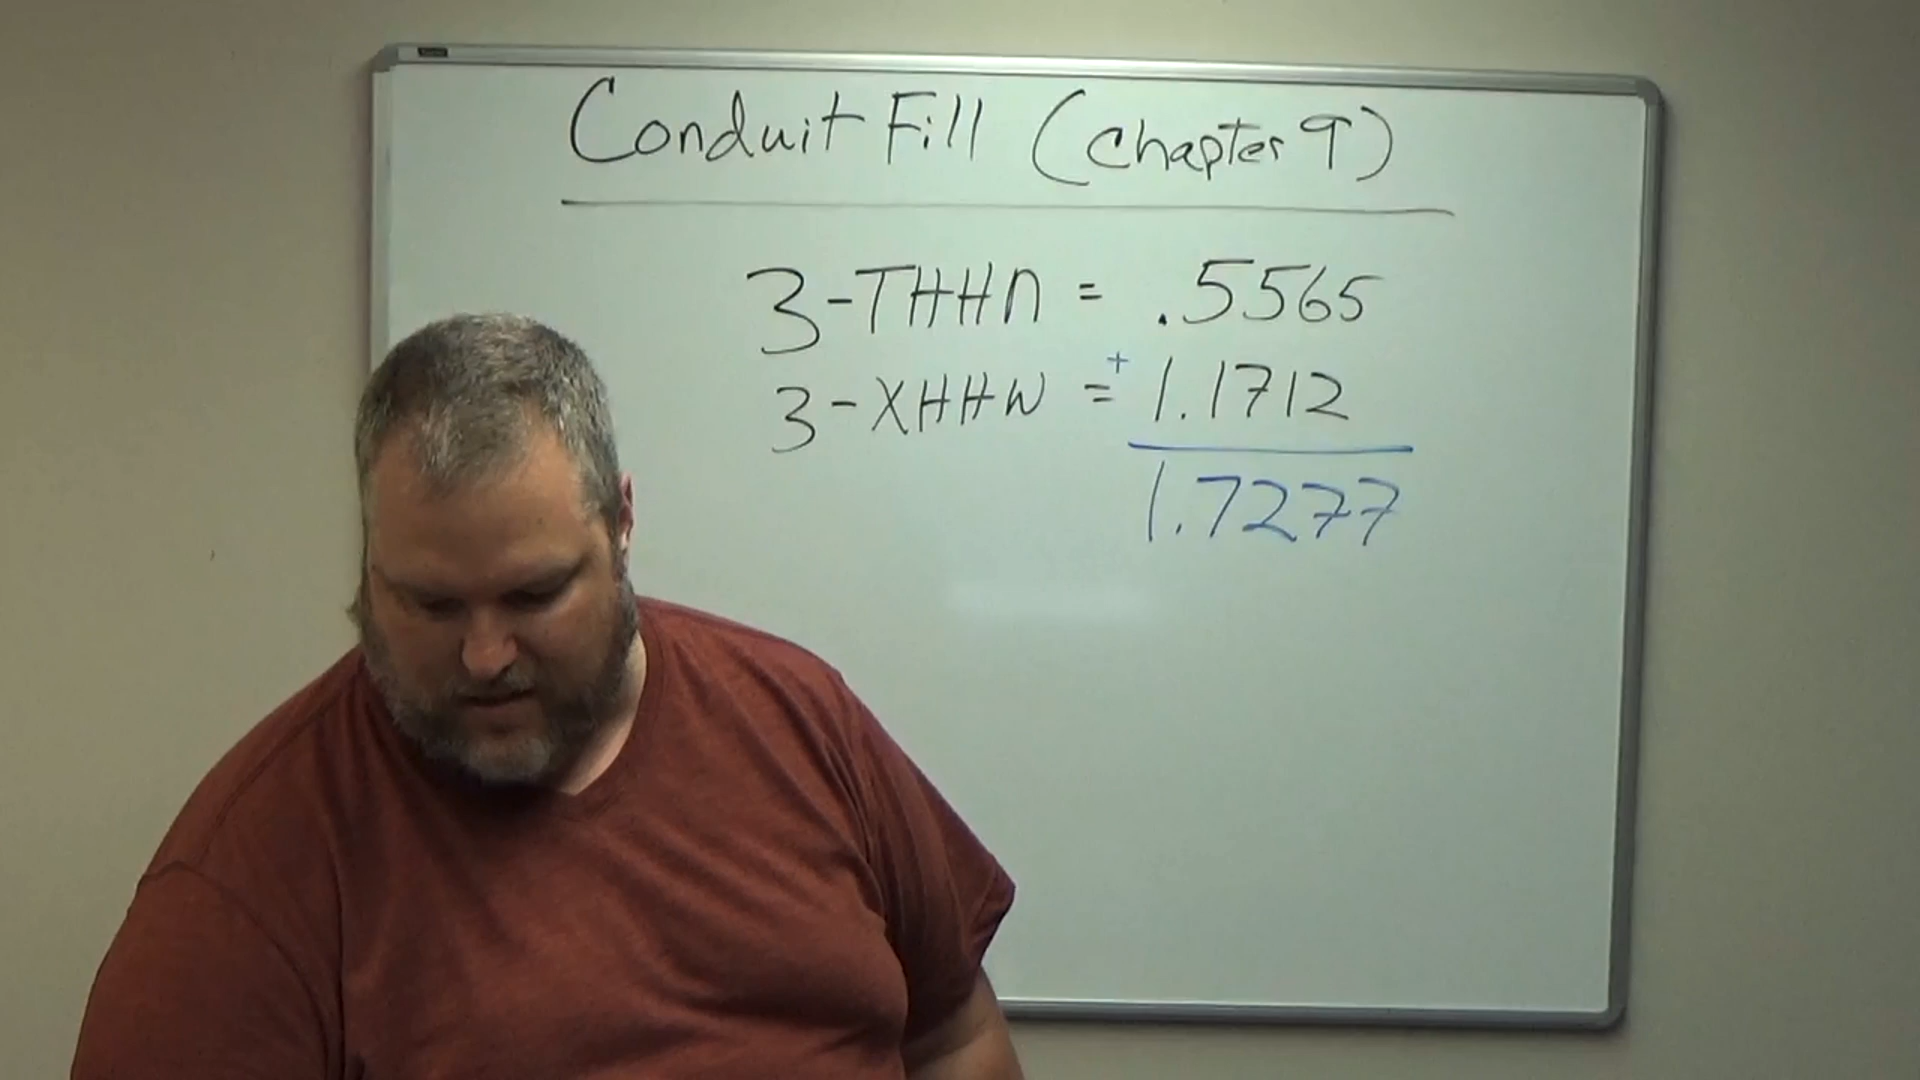 Conduit Fill (Chapter 9)
3-THHN = .5565
3-XHHW = + 1.1712
1.7277